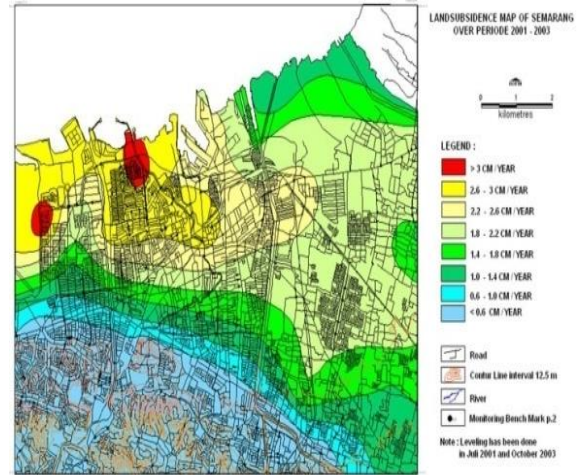 LANDSUBSIDENCE MAP OF SEMARANG
OVER PERIODE 2001 - 2003
0 1 2
kilometres
LEGEND :
> 3 CM/YEAR
2.6 - 3 CM/YEAR
2.2 - 2.6 CM/YEAR
1.8 - 2.2 CM/YEAR
1.4 - 1.8 CM/YEAR
1.0 - 1.4 CM/YEAR
0.6 - 1.0 CM/YEAR
< 0.6 CM/YEAR
Road
Contur Line interval 12,5 m
River
Monitoring Bench Mark p.2
Note : Leveling has been done
in Juli 2001 and October 2003